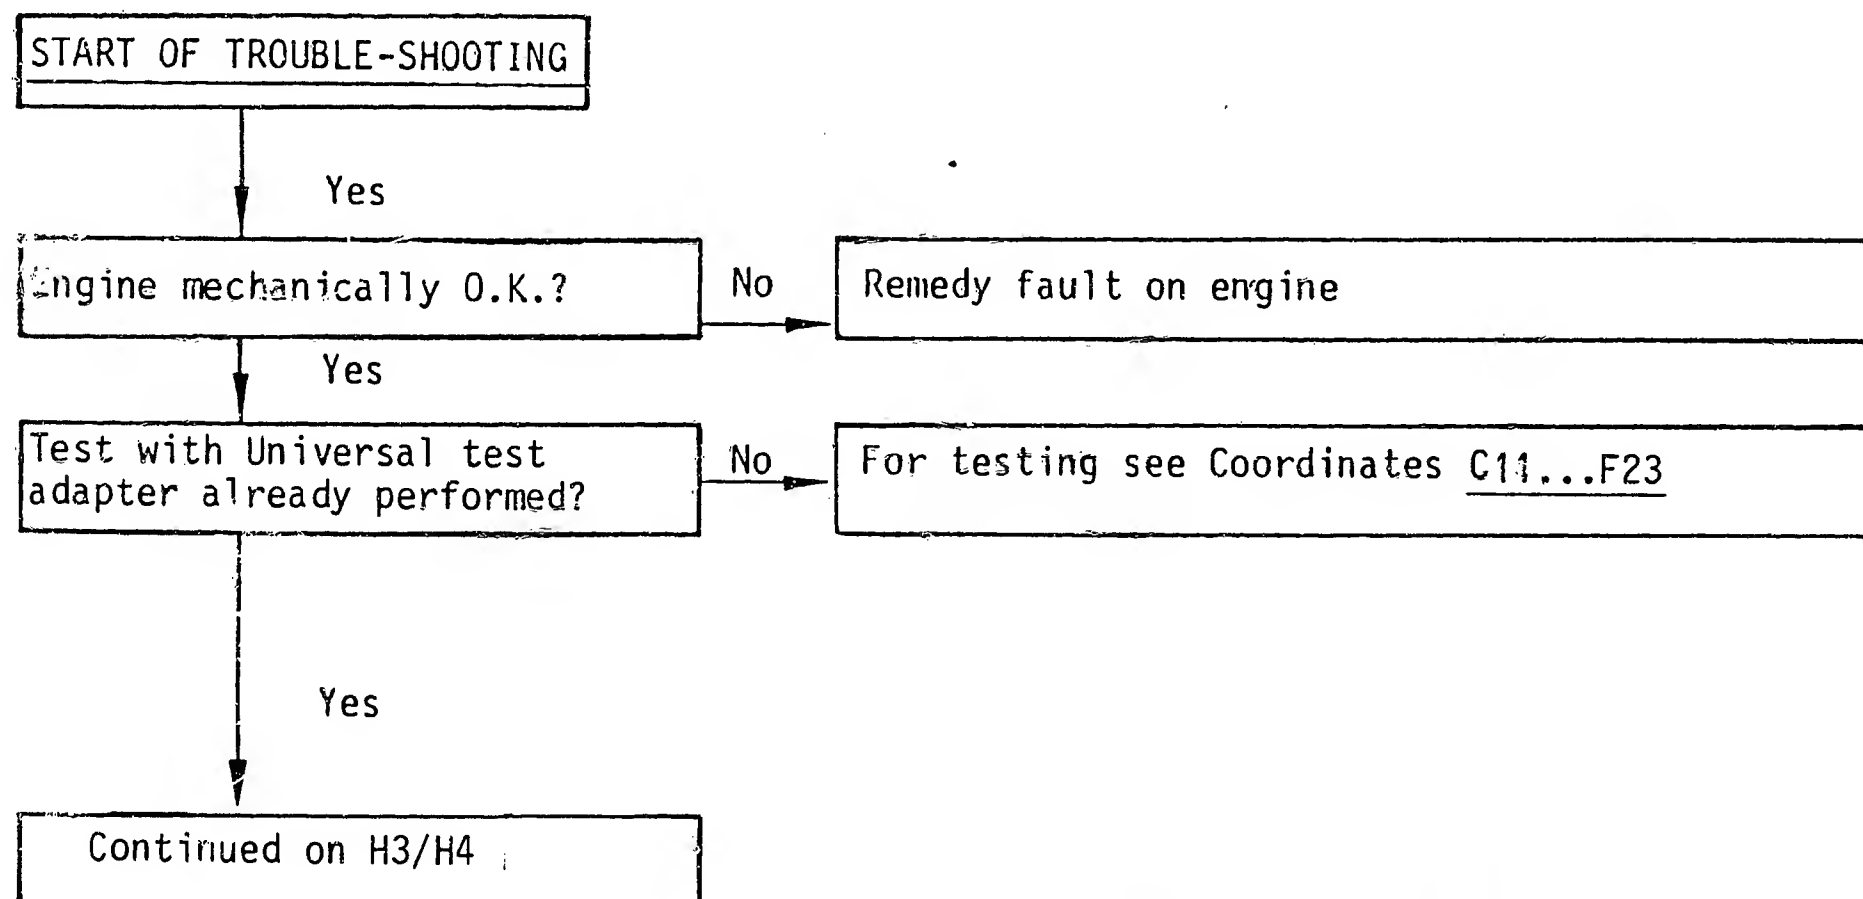 START OF TROUBLE-SHOOTING
Yes
Engine mechanically O.K.?
No
Remedy fault on engine
Yes
Test with Universal test
adapter already performed?
No
For testing see Coordinates C11...F23
Yes
Continued on H3/H4